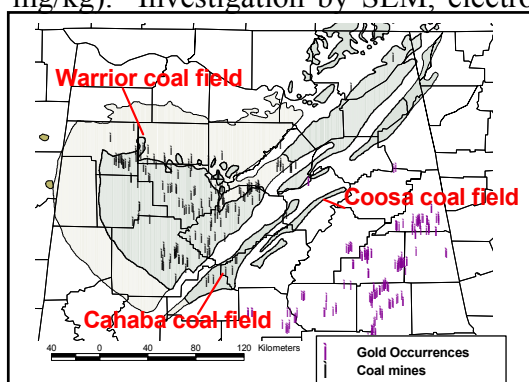 mg/kg). Investigation by SEM, electro
Warrior coal field
Coosa coal field
Cahaba coal field
40 0 40 80 120 Kilometers
Gold Occurrences
Coal mines